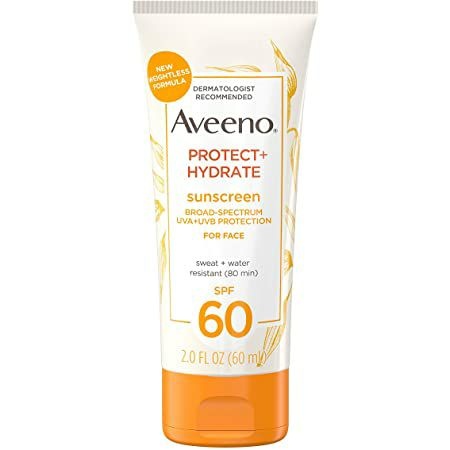 NEW
WEIGHTLESS
FORMULA
DERMATOLOGIST
RECOMMENDED
Aveeno®
PROTECT+
HYDRATE
sunscreen
BROAD-SPECTRUM
UVA+UVB PROTECTION
FOR FACE
sweat + water
resistant (80 min)
SPF
60
2.0 FL OZ (60 ml)